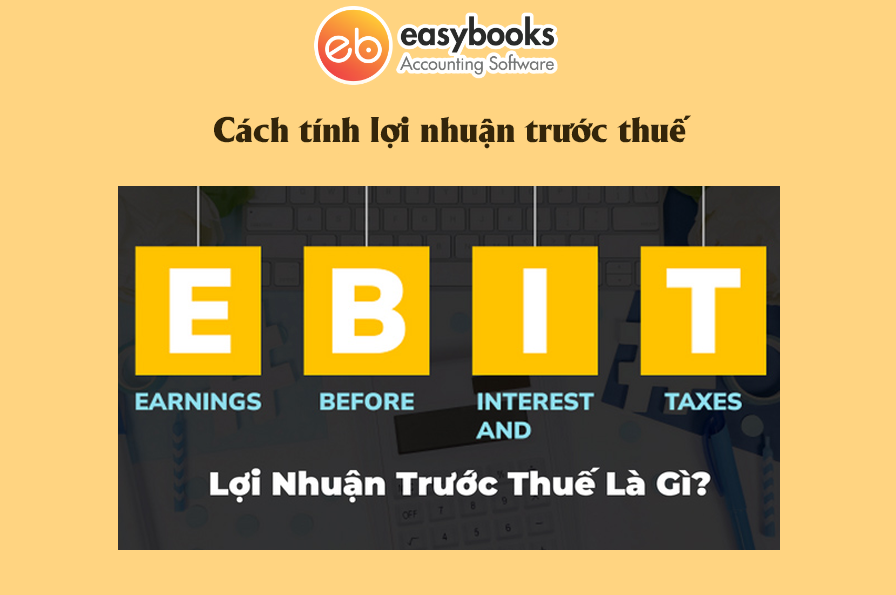 eb easybooks
Accounting Software
Cách tính lợi nhuận trước thuế
E B I T
EARNINGS BEFORE INTEREST TAXES
AND
Lợi Nhuận Trước Thuế Là Gì?
OFF